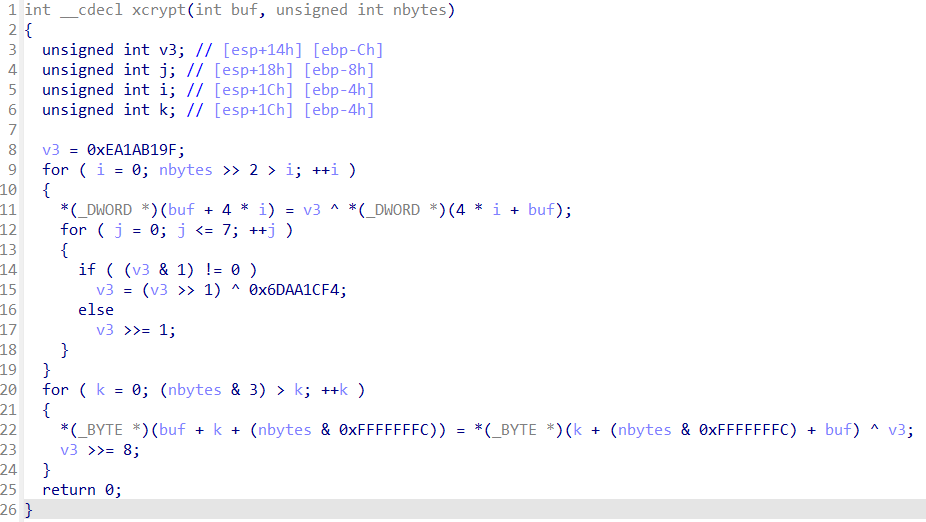 1 int __cdecl xcrypt(int buf, unsigned int nbytes)
2 {
3   unsigned int v3; // [esp+14h] [ebp-Ch]
4   unsigned int j; // [esp+18h] [ebp-8h]
5   unsigned int i; // [esp+1Ch] [ebp-4h]
6   unsigned int k; // [esp+1Ch] [ebp-4h]
7
8   v3 = 0xEA1AB19F;
9   for ( i = 0; nbytes >> 2 > i; ++i )
10   {
11     *(_DWORD *)(buf + 4 * i) = v3 ^ *(_DWORD *)(4 * i + buf);
12     for ( j = 0; j <= 7; ++j )
13     {
14       if ( (v3 & 1) != 0 )
15         v3 = (v3 >> 1) ^ 0x6DAA1CF4;
16       else
17         v3 >>= 1;
18     }
19   }
20   for ( k = 0; (nbytes & 3) > k; ++k )
21   {
22     *(_BYTE *)(buf + k + (nbytes & 0xFFFFFFFC)) = *(_BYTE *)(k + (nbytes & 0xFFFFFFFC) + buf) ^ v3;
23     v3 >>= 8;
24   }
25   return 0;
26 }